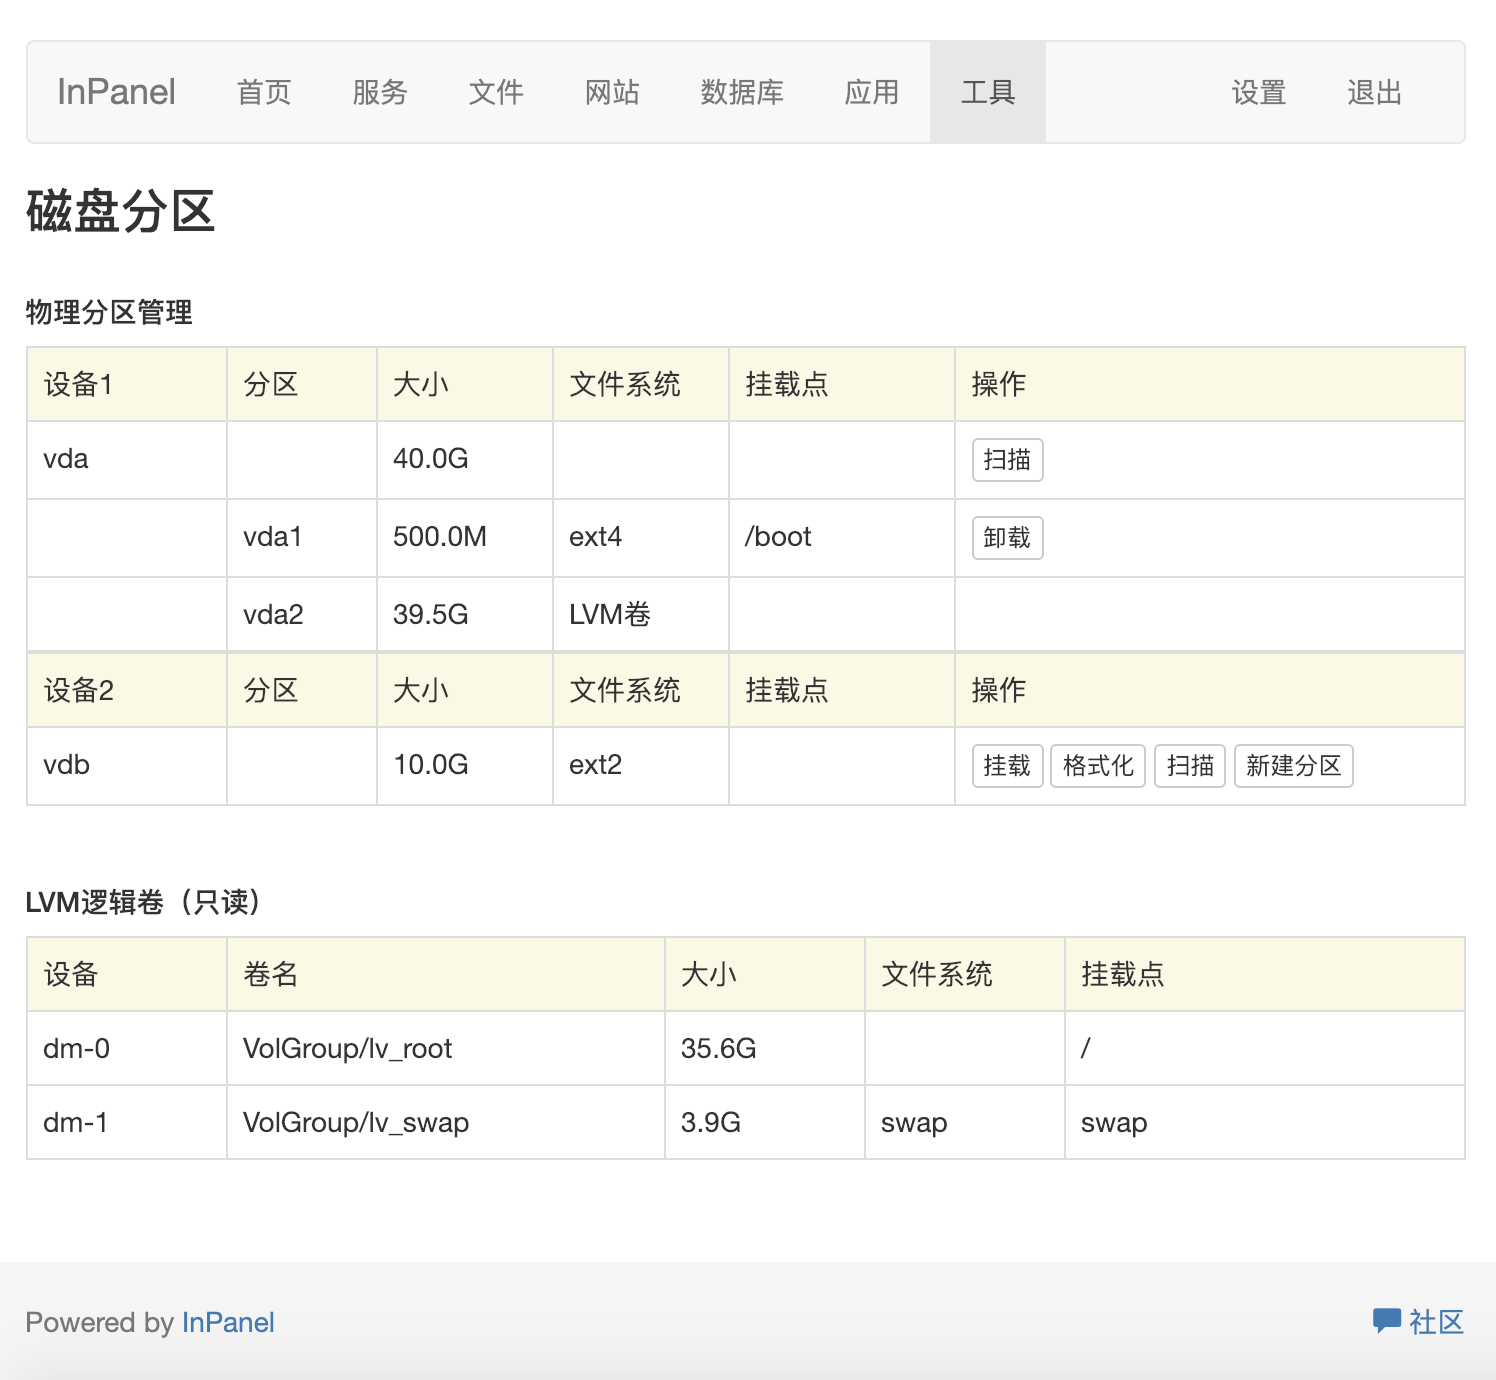 InPanel 首页 服务 文件 网站 数据库 应用 工具 设置 退出
磁盘分区
物理分区管理
设备1 分区 大小 文件系统 挂载点 操作
vda 40.0G 扫描
vda1 500.0M ext4 /boot 卸载
vda2 39.5G LVM卷
设备2 分区 大小 文件系统 挂载点 操作
vdb 10.0G ext2 挂载 格式化 扫描 新建分区
LVM逻辑卷（只读）
设备 卷名 大小 文件系统 挂载点
dm-0 VolGroup/lv_root 35.6G /
dm-1 VolGroup/lv_swap 3.9G swap swap
Powered by InPanel 社区